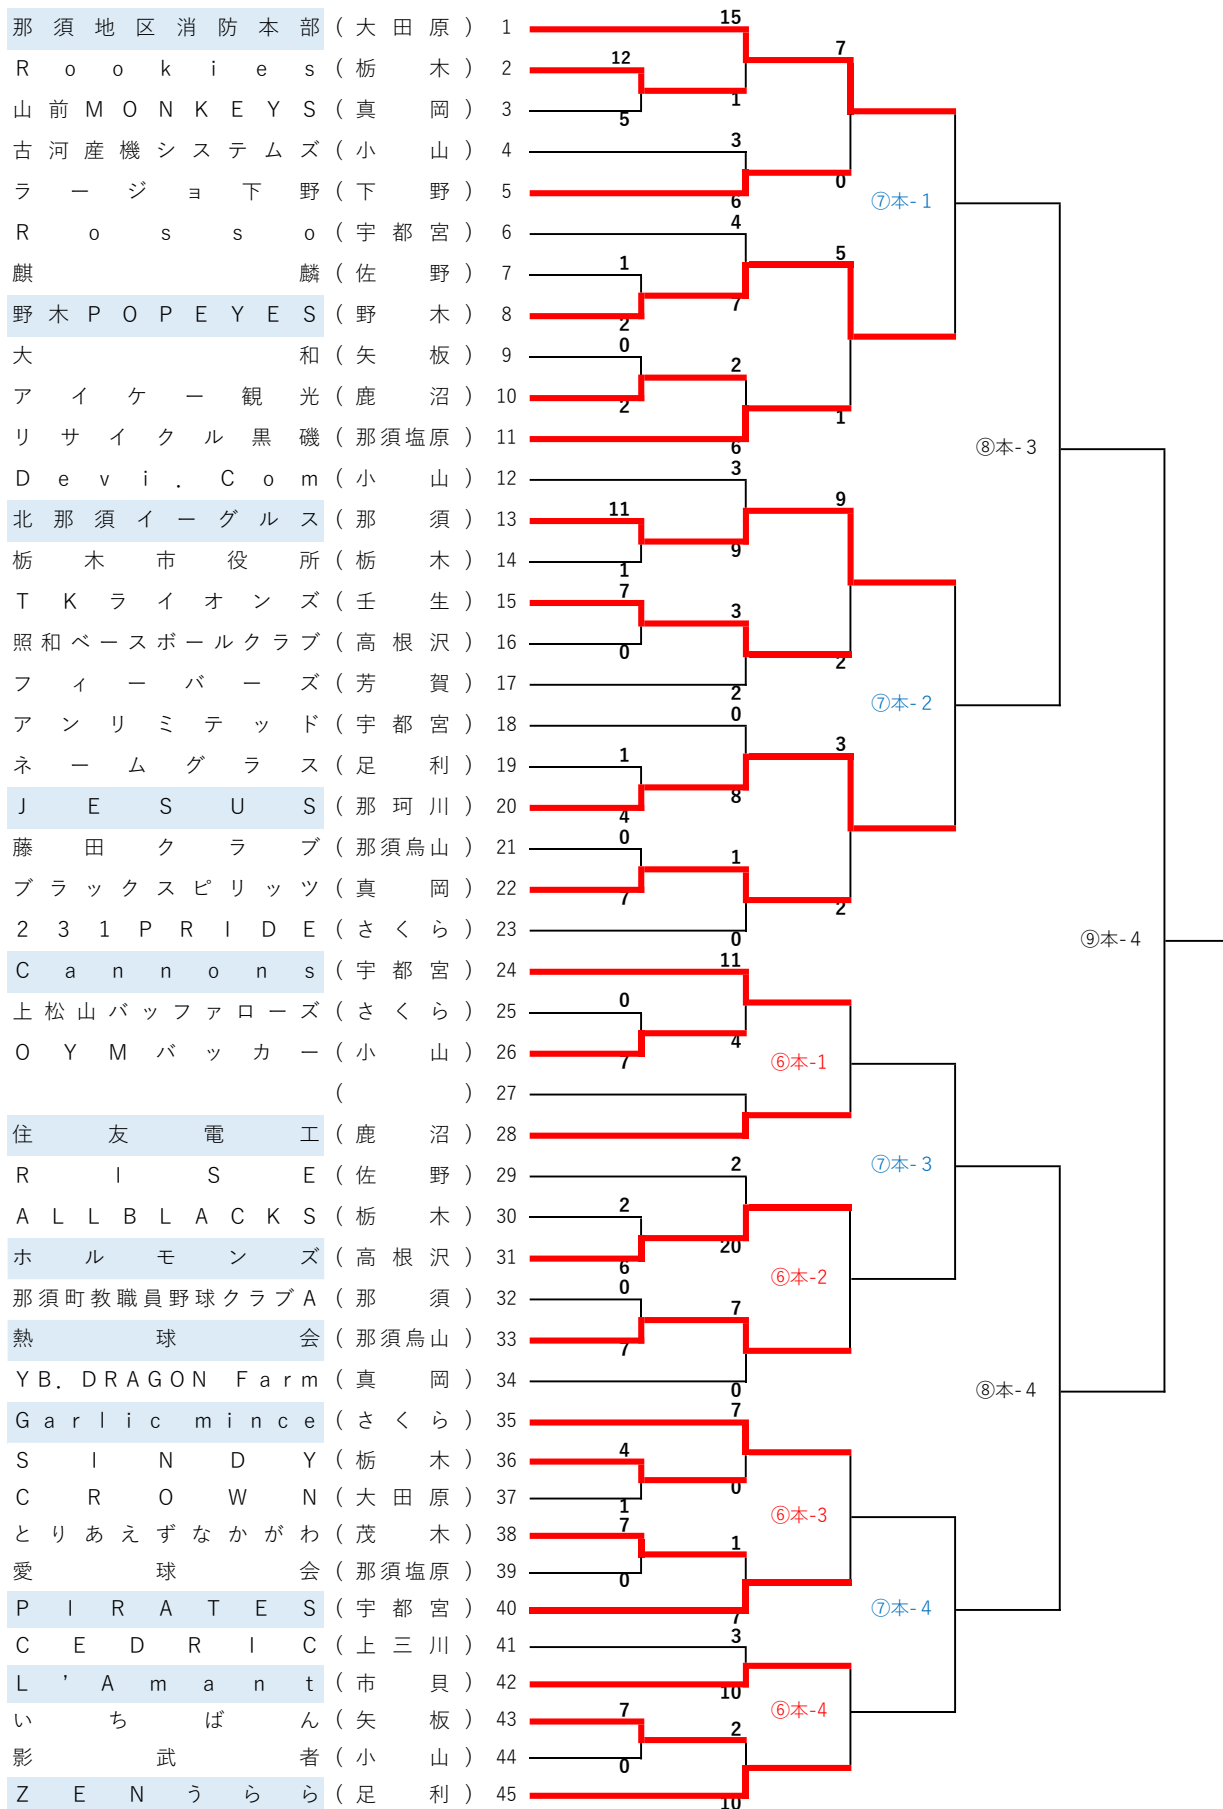 那須地区消防本部 (大田原) 1 15
7
Rookies (栃木) 2 12
1
山前MONKEYS (真岡) 3 5
古河産機システムズ (小山) 4 3
0
ラージョ下野 (下野) 5 6
⑦本-1
Rosso (宇都宮) 6 4
5
麒麟 (佐野) 7 1
7
野木POPEYES (野木) 8 2
大和 (矢板) 9 0
2
アイケー観光 (鹿沼) 10 2
1
リサイクル黒磯 (那須塩原) 11 6
⑧本-3
Devi.Com (小山) 12 3
9
北那須イーグルス (那須) 13 11
9
栃木市役所 (栃木) 14 1
TKライオンズ (壬生) 15 7
3
照和ベースボールクラブ (高根沢) 16 0
2
フィーバーズ (芳賀) 17 2
⑦本-2
アンリミテッド (宇都宮) 18 0
3
ネームグラス (足利) 19 1
8
JESUS (那珂川) 20 4
藤田クラブ (那須烏山) 21 0
1
ブラックスピリッツ (真岡) 22 7
2
231PRIDE (さくら) 23 0
⑨本-4
Cannons (宇都宮) 24 11
上松山バッファローズ (さくら) 25 0
4
OYMバッカー (小山) 26 7
⑥本-1
( ) 27
住友電工 (鹿沼) 28
⑦本-3
RISE (佐野) 29 2
ALLBLACKS (栃木) 30 2
20
ホルモンズ (高根沢) 31 6
⑥本-2
那須町教職員野球クラブA (那須) 32 0
7
熱球会 (那須烏山) 33 7
YB.DRAGON Farm (真岡) 34 0
⑧本-4
Garlic mince (さくら) 35 7
SINDY (栃木) 36 4
0
CROWN (大田原) 37 1
⑥本-3
とりあえずなかがわ (茂木) 38 7
1
愛球会 (那須塩原) 39 0
PIRATES (宇都宮) 40 7
⑦本-4
CEDRIC (上三川) 41 3
L'Amant (市貝) 42 10
⑥本-4
いちばん (矢板) 43 7
2
影武者 (小山) 44 0
ZENうらら (足利) 45 10